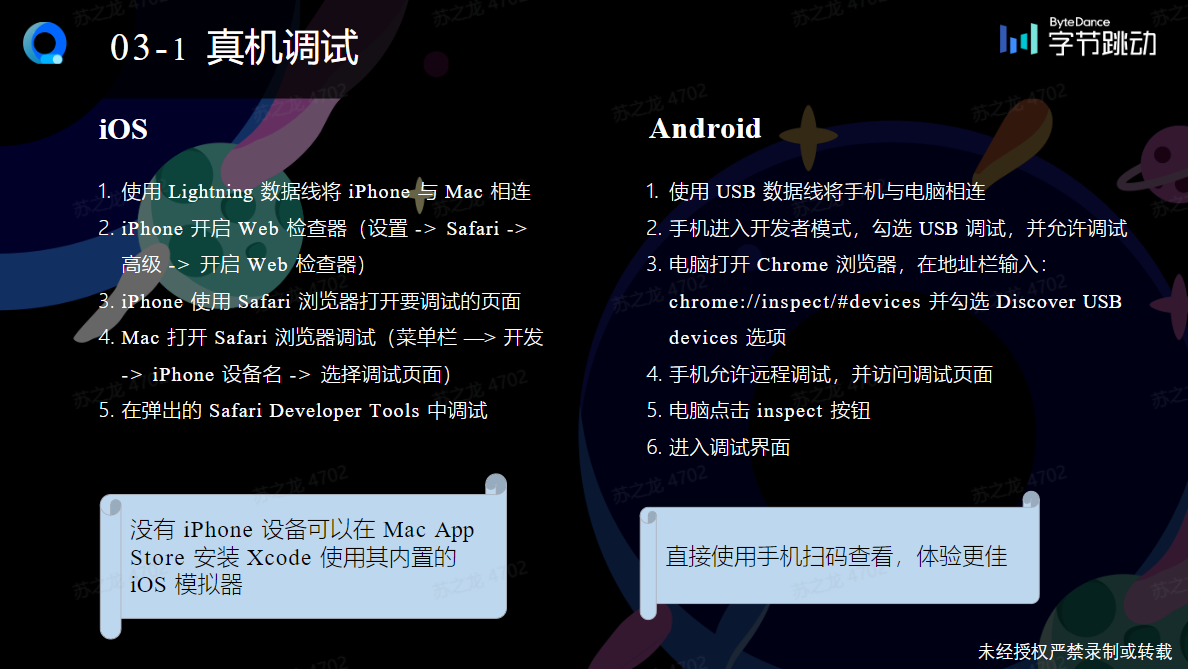 03-1 真机调试
ByteDance
字节跳动
iOS
1. 使用 Lightning 数据线将 iPhone 与 Mac 相连
2. iPhone 开启 Web 检查器（设置 -> Safari ->
高级 -> 开启 Web 检查器）
3. iPhone 使用 Safari 浏览器打开要调试的页面
4. Mac 打开 Safari 浏览器调试（菜单栏 —> 开发
-> iPhone 设备名 -> 选择调试页面）
5. 在弹出的 Safari Developer Tools 中调试
没有 iPhone 设备可以在 Mac App
Store 安装 Xcode 使用其内置的
iOS 模拟器
Android
1. 使用 USB 数据线将手机与电脑相连
2. 手机进入开发者模式，勾选 USB 调试，并允许调试
3. 电脑打开 Chrome 浏览器，在地址栏输入：
chrome://inspect/#devices 并勾选 Discover USB
devices 选项
4. 手机允许远程调试，并访问调试页面
5. 电脑点击 inspect 按钮
6. 进入调试界面
直接使用手机扫码查看，体验更佳
未经授权严禁录制或转载
苏之龙 4702